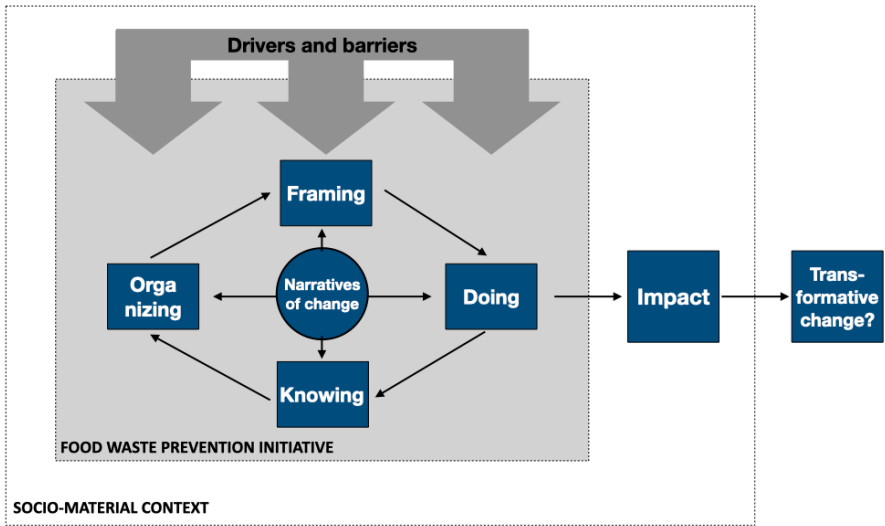 Drivers and barriers
Framing
Orga
nizing
Narratives
of change
Doing
Knowing
Impact
Trans-
formative
change?
FOOD WASTE PREVENTION INITIATIVE
SOCIO-MATERIAL CONTEXT